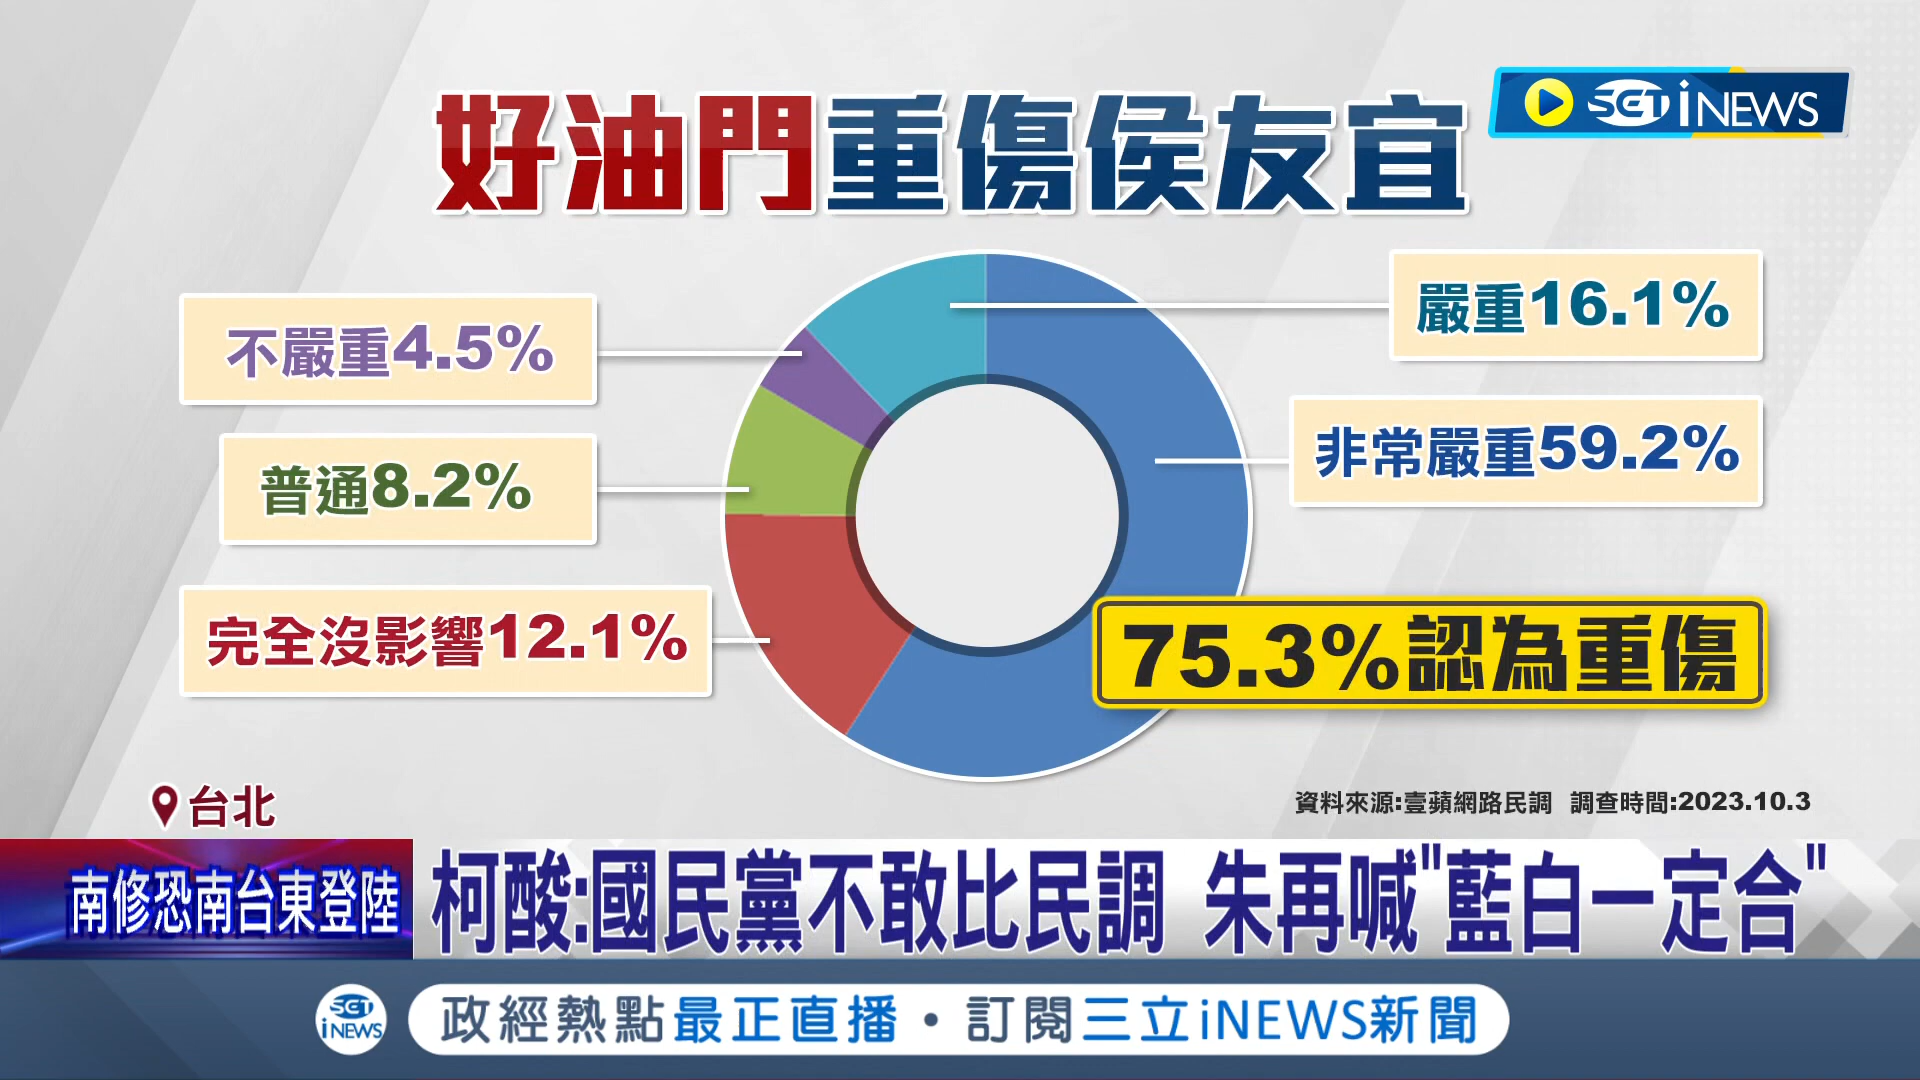 好油門重傷侯友宜
SET iNEWS
嚴重16.1%
不嚴重4.5%
非常嚴重59.2%
普通8.2%
完全沒影響12.1%
75.3%認為重傷
台北
資料來源:壹蘋網路民調 調查時間:2023.10.3
南修恐南台東登陸
柯酸:國民黨不敢比民調 朱再喊"藍白一定合"
SET iNEWS
政經熱點最正直播・訂閱三立iNEWS新聞